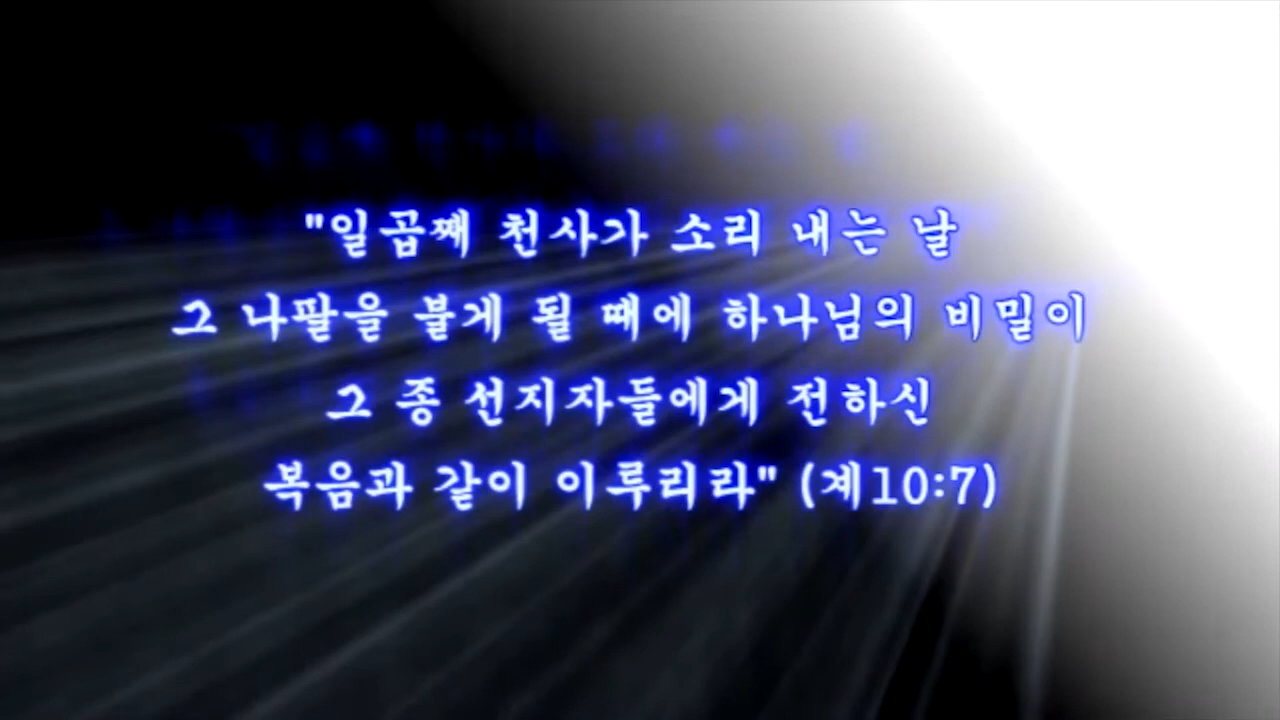 "일곱째 천사가 소리 내는 날
그 나팔을 불게 될 때에 하나님의 비밀이
그 종 선지자들에게 전하신
복음과 같이 이루리라" (계10:7)